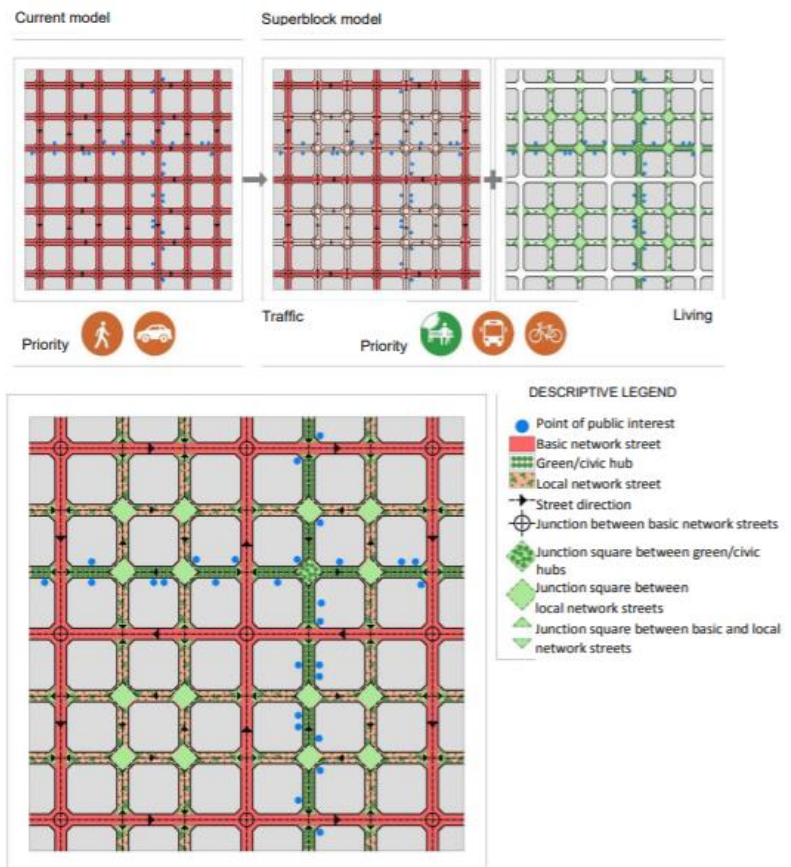 Current model
Superblock model
Traffic
Living
Priority
Priority
DESCRIPTIVE LEGEND
Point of public interest
Basic network street
Green/civic hub
Local network street
Street direction
Junction between basic network streets
Junction square between green/civic
hubs
Junction square between
local network streets
Junction square between basic and local
network streets